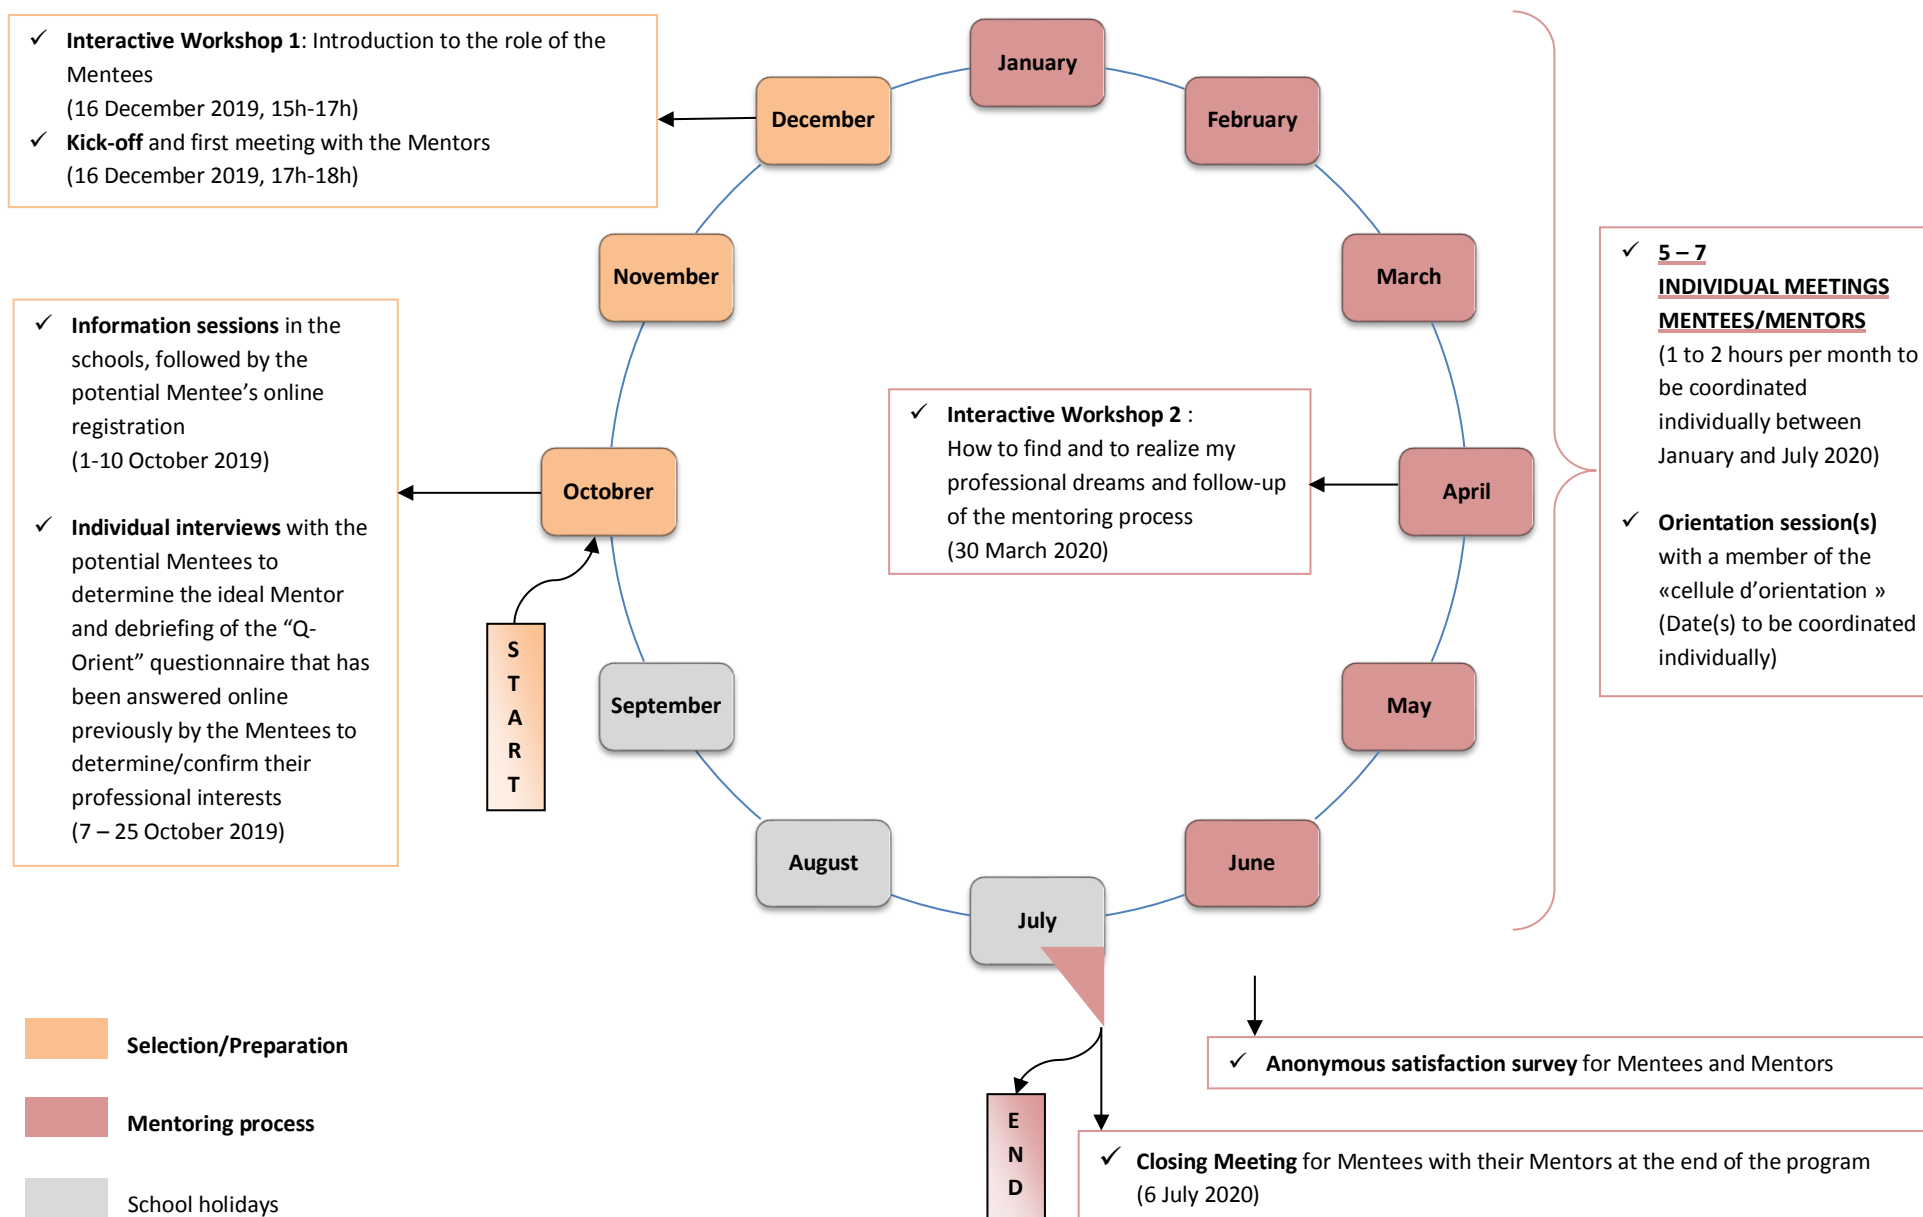 ✓ Interactive Workshop 1: Introduction to the role of the
Mentees
(16 December 2019, 15h-17h)
✓ Kick-off and first meeting with the Mentors
(16 December 2019, 17h-18h)
January
December
February
November
March
✓ Information sessions in the
schools, followed by the
potential Mentee’s online
registration
(1-10 October 2019)
✓ Individual interviews with the
potential Mentees to
determine the ideal Mentor
and debriefing of the “Q-
Orient” questionnaire that has
been answered online
previously by the Mentees to
determine/confirm their
professional interests
(7 – 25 October 2019)
Octobrer
✓ Interactive Workshop 2 :
How to find and to realize my
professional dreams and follow-up
of the mentoring process
(30 March 2020)
April
✓ 5 – 7
INDIVIDUAL MEETINGS
MENTEES/MENTORS
(1 to 2 hours per month to
be coordinated
individually between
January and July 2020)
✓ Orientation session(s)
with a member of the
«cellule d’orientation »
(Date(s) to be coordinated
individually)
S
T
A
R
T
September
May
August
June
July
Selection/Preparation
Mentoring process
School holidays
E
N
D
✓ Anonymous satisfaction survey for Mentees and Mentors
✓ Closing Meeting for Mentees with their Mentors at the end of the program
(6 July 2020)